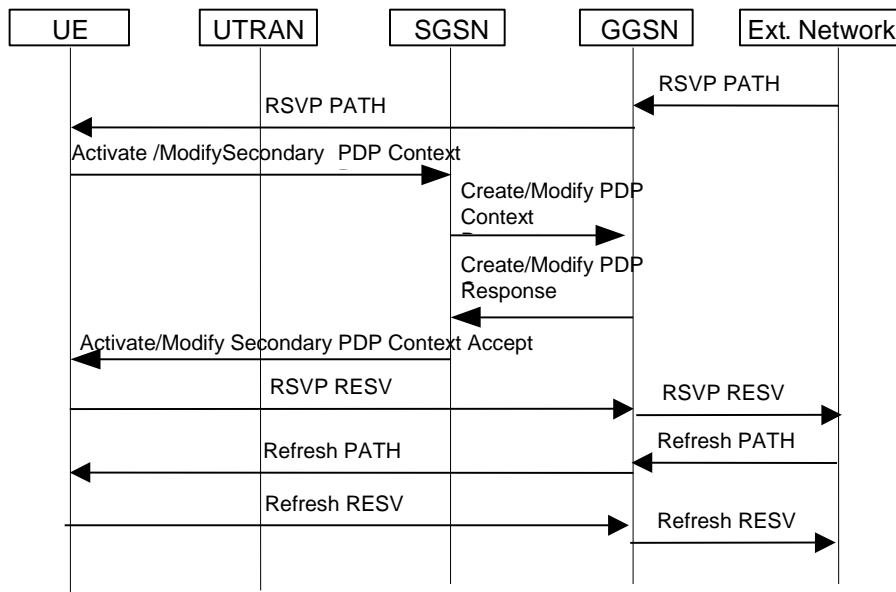 UE UTRAN SGSN GGSN Ext. Network
RSVP PATH
RSVP PATH
Activate /ModifySecondary PDP Context
Create/Modify PDP
Context
Create/Modify PDP
Response
Activate/Modify Secondary PDP Context Accept
RSVP RESV
RSVP RESV
Refresh PATH
Refresh PATH
Refresh RESV
Refresh RESV